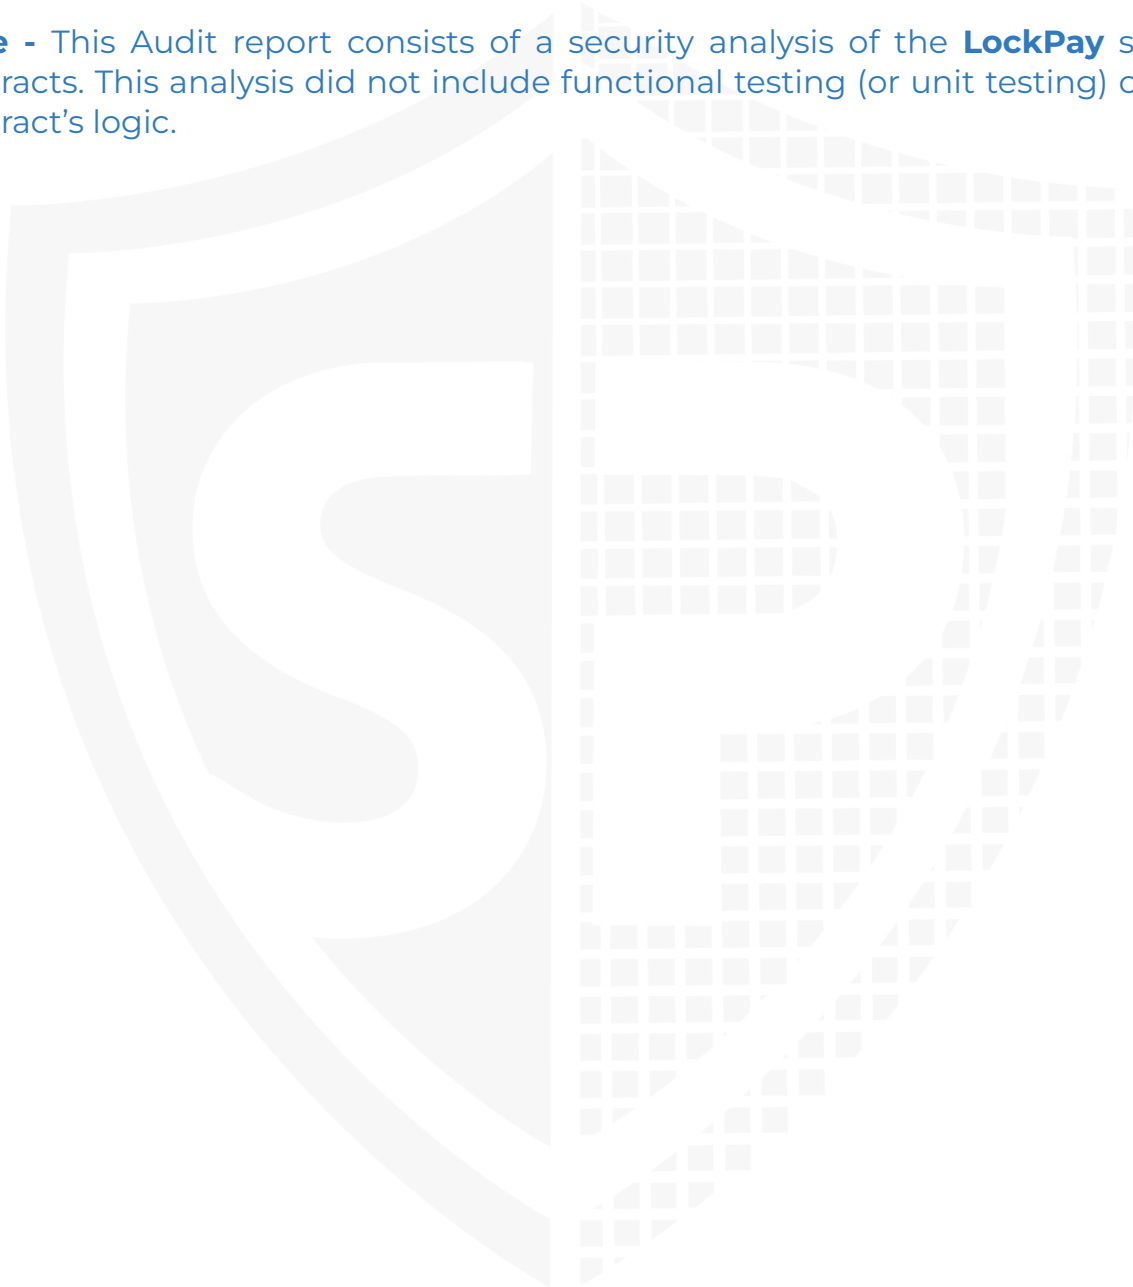 e - This Audit report consists of a security analysis of the LockPay s
racts. This analysis did not include functional testing (or unit testing) o
ract’s logic.
SP